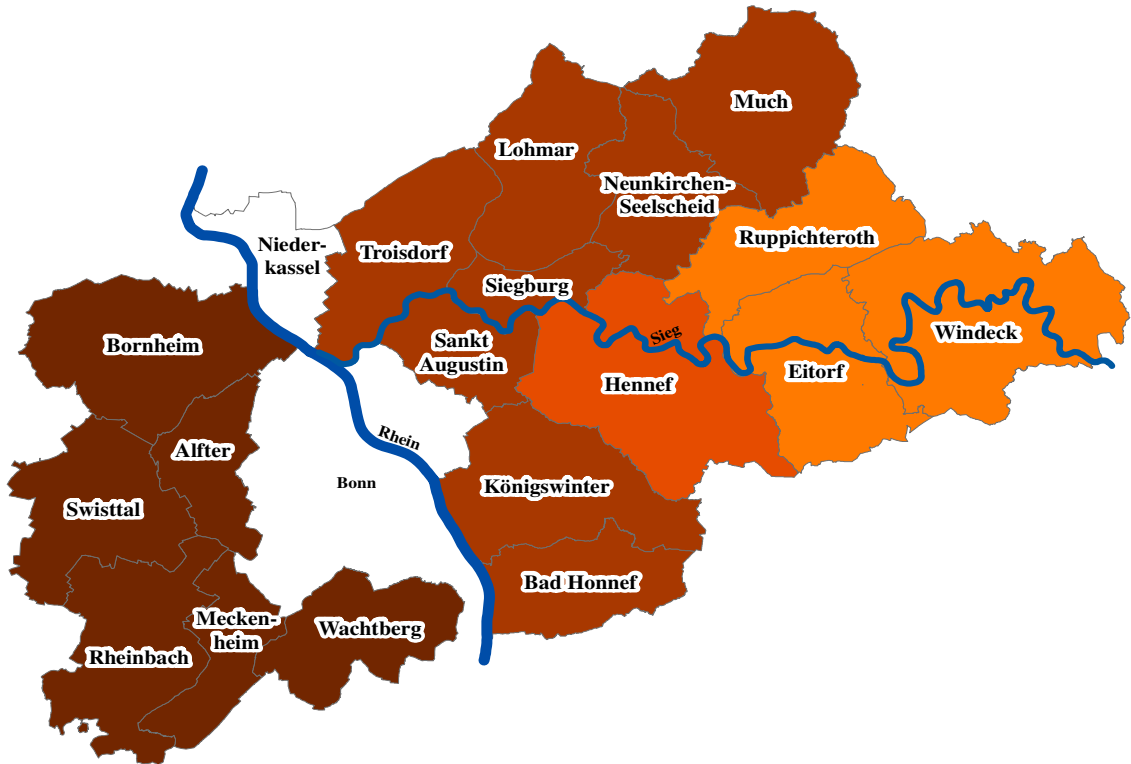 Much
Lohmar
Neunkirchen-
Seelscheid
Ruppichteroth
Nieder-
kassel
Troisdorf
Siegburg
Bornheim
Sankt
Augustin
Sieg
Windeck
Eitorf
Hennef
Alfter
Rhein
Bonn
Königswinter
Swisttal
Bad Honnef
Mecken-
heim
Wachtberg
Rheinbach